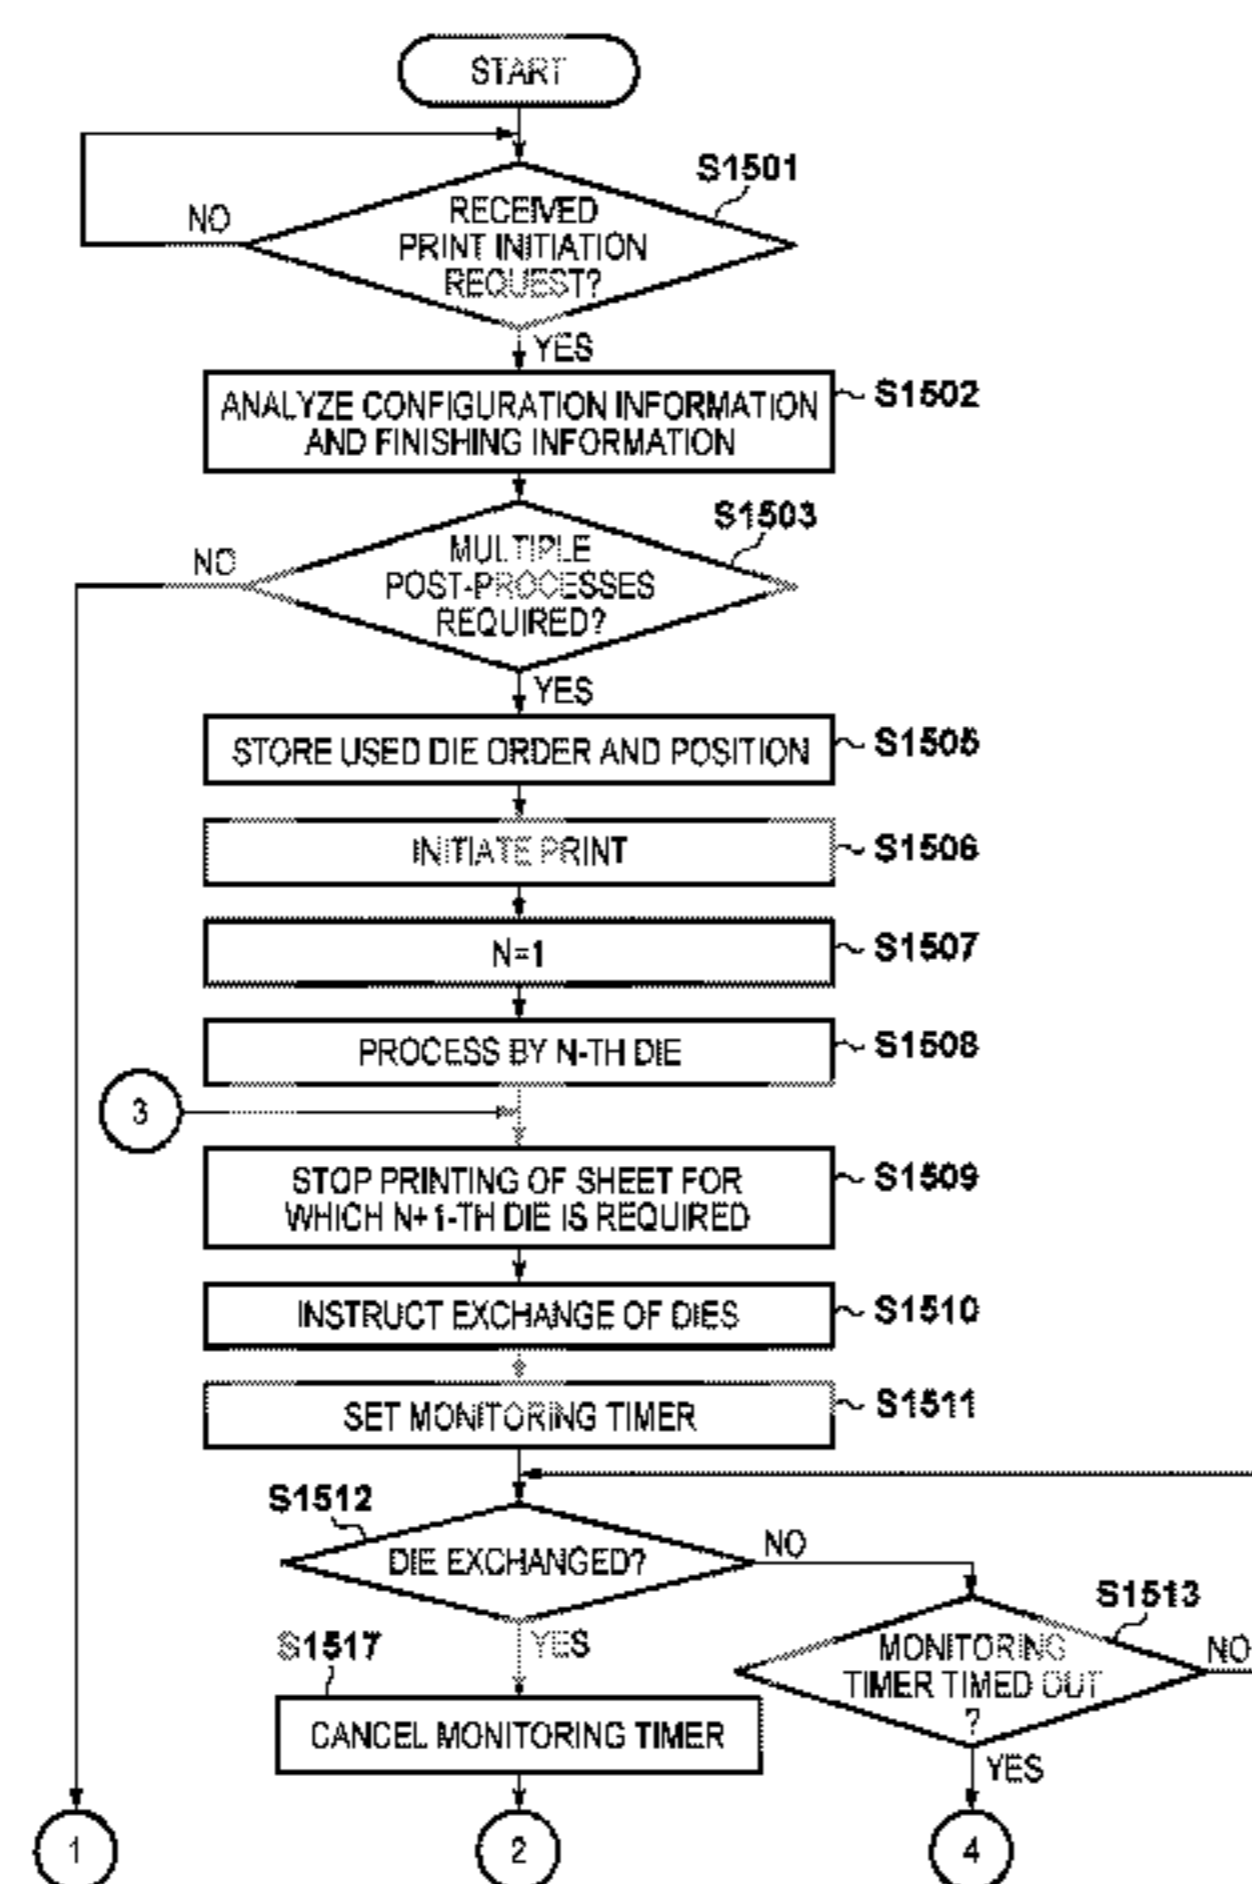 START
S1501
NO
RECEIVED
PRINT INITIATION
REQUEST?
YES
ANALYZE CONFIGURATION INFORMATION
AND FINISHING INFORMATION
S1502
S1503
NO
MULTIPLE
POST-PROCESSES
REQUIRED?
YES
STORE USED DIE ORDER AND POSITION
S1505
INITIATE PRINT
S1506
N=1
S1507
PROCESS BY N-TH DIE
S1508
3
STOP PRINTING OF SHEET FOR
WHICH N+1-TH DIE IS REQUIRED
S1509
INSTRUCT EXCHANGE OF DIES
S1510
SET MONITORING TIMER
S1511
S1512
DIE EXCHANGED?
NO
S1513
YES
S1517
MONITORING
TIMER TIMED OUT
?
NO
CANCEL MONITORING TIMER
YES
1
2
4